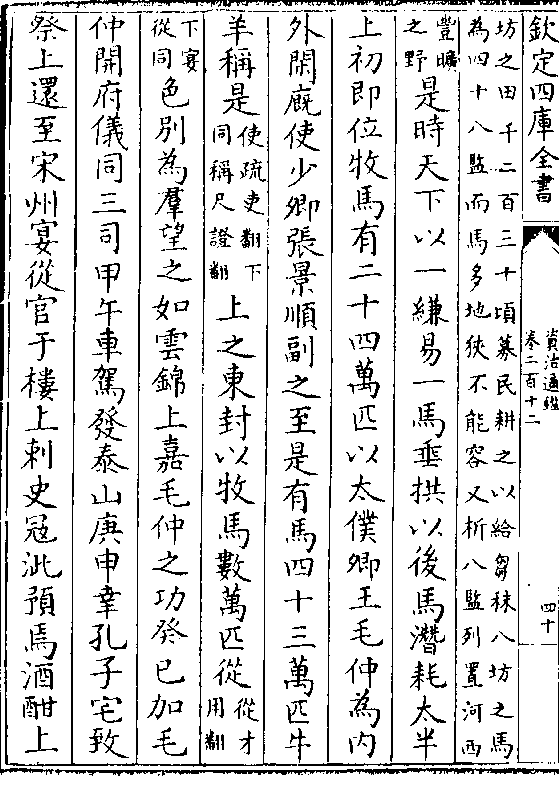 欽定四庫全書
資治通鑑
卷二百十二
四十
坊之田千二百三十頃募民耕之以給芻秣八坊之馬
為四十八監而馬多地狹不能容又析八監列置河西
豐曠
之野
是時天下以一縑易一馬垂拱以後馬潛耗太半
上初即位牧馬有二十四萬匹以太僕卿王毛仲為内
外閑廐使少卿張景順副之至是有馬四十三萬匹牛
羊稱是
使疏吏翻下
同稱尺證翻
上之東封以牧馬數萬匹從
從才
用翻
下宴
從同
色别為羣望之如雲錦上嘉毛仲之功癸巳加毛
仲開府儀同三司甲午車駕發泰山庚申幸孔子宅致
祭上還至宋州宴從官于樓上刺史冦泚預焉酒酣上